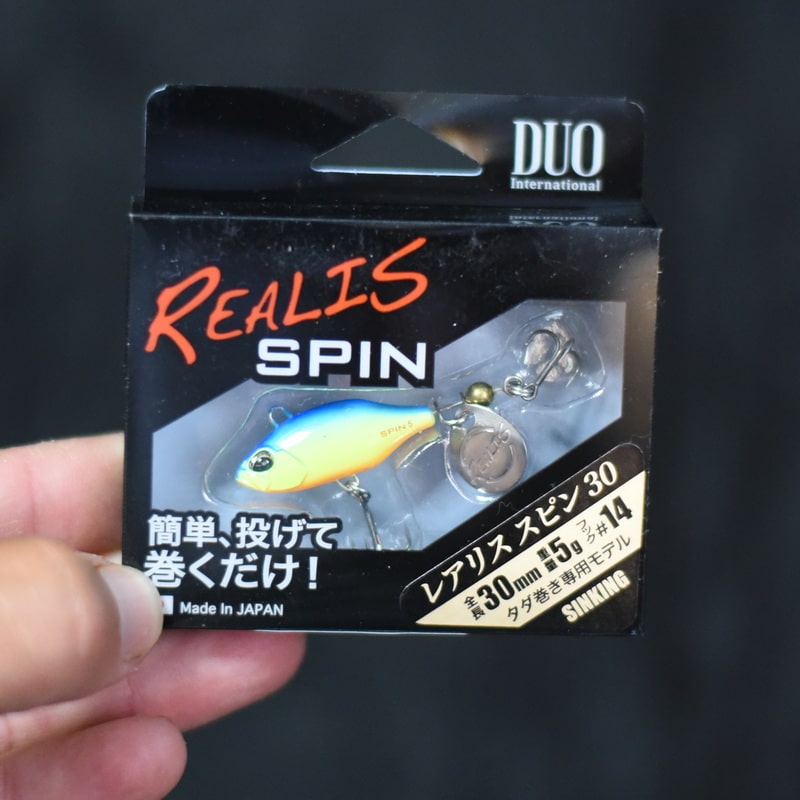 DUO
International
REALIS
SPIN
SPIN 5
REALIS
簡単、投げて
巻くだけ!
Made In JAPAN
レアリス スピン 30
全長30mm 重量5g フック#14
タダ巻き専用モデル
SINKING